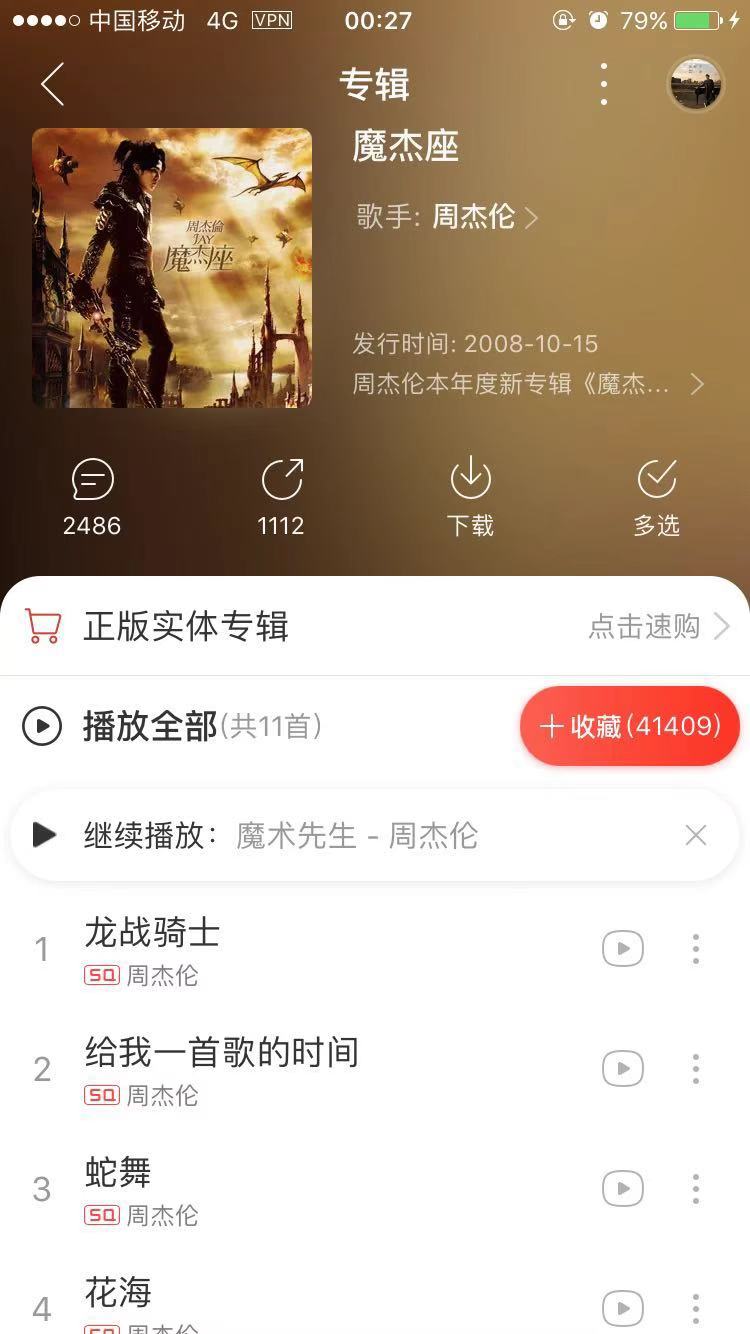 中国移动 4G VPN 00:27 79%
专辑
魔杰座
歌手: 周杰伦
周杰倫
JAY
魔杰座
发行时间: 2008-10-15
周杰伦本年度新专辑《魔杰...
2486 1112 下载 多选
正版实体专辑 点击速购
播放全部(共11首) +收藏(41409)
继续播放: 魔术先生 - 周杰伦
1 龙战骑士
SQ 周杰伦
2 给我一首歌的时间
SQ 周杰伦
3 蛇舞
SQ 周杰伦
4 花海
SQ 周杰伦